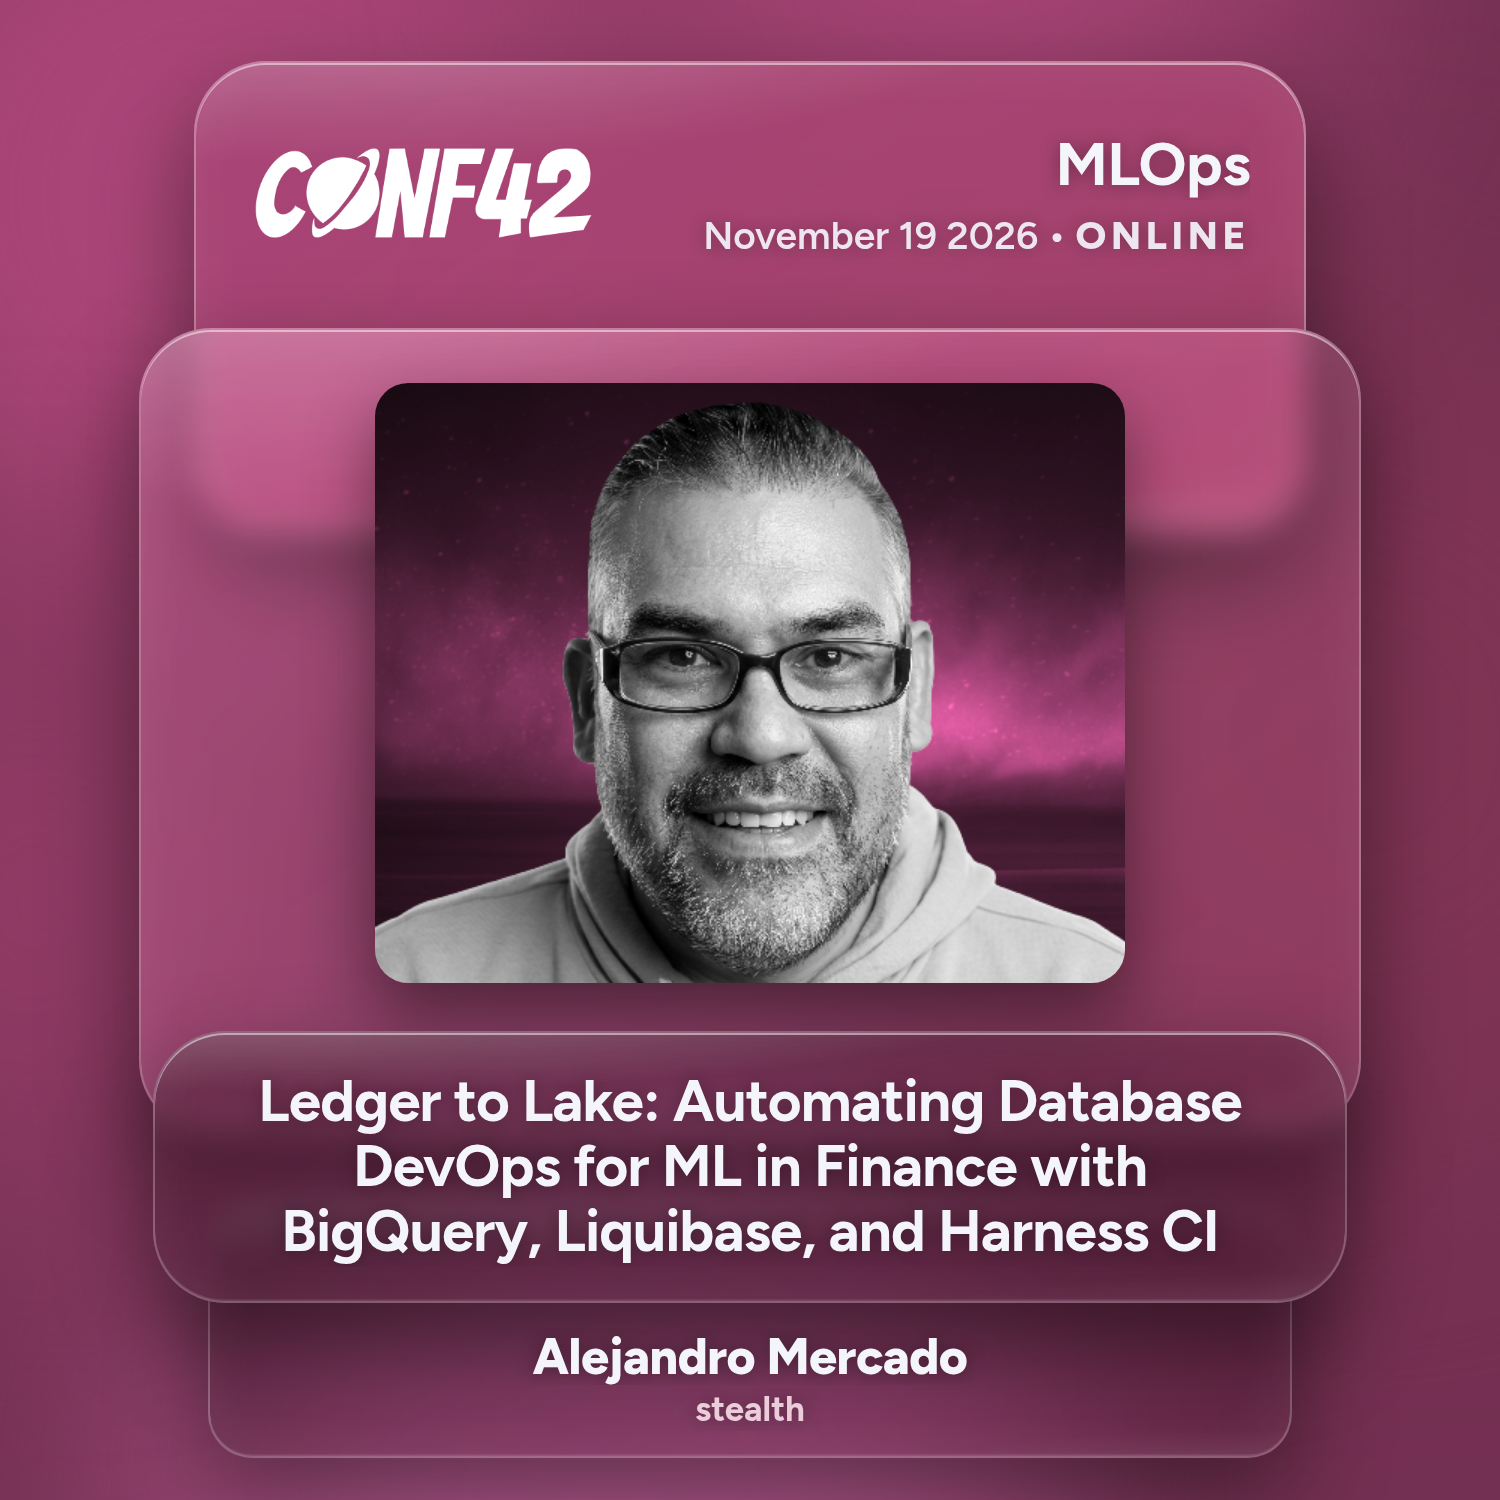 CONF42
MLOps
November 19 2026 • ONLINE
Ledger to Lake: Automating Database
DevOps for ML in Finance with
BigQuery, Liquibase, and Harness CI
Alejandro Mercado
stealth